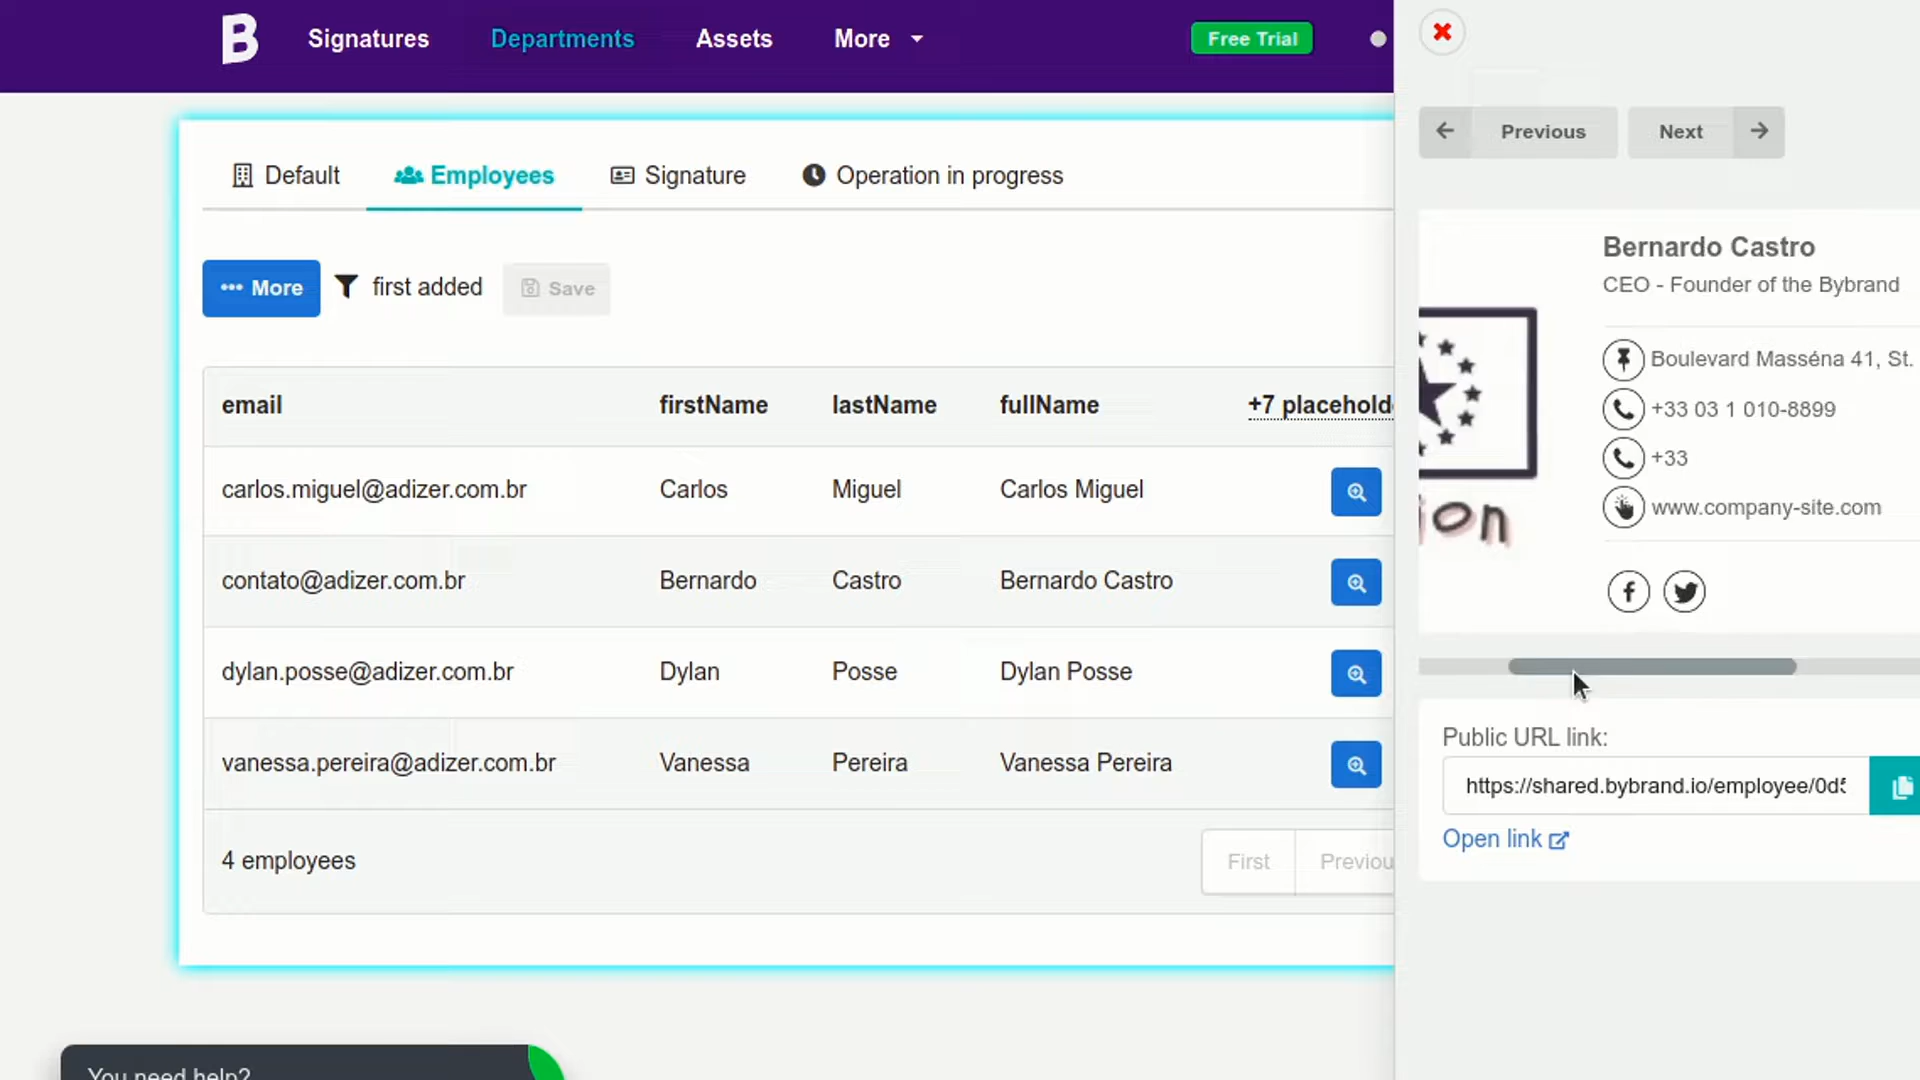 B Signatures Departments Assets More Free Trial
Default Employees Signature Operation in progress
More first added Save
email firstName lastName fullName +7
carlos.miguel@adizer.com.br Carlos Miguel Carlos Miguel
contato@adizer.com.br Bernardo Castro Bernardo Castro
dylan.posse@adizer.com.br Dylan Posse Dylan Posse
vanessa.pereira@adizer.com.br Vanessa Pereira Vanessa Pereira
4 employees First
You need help?
Previous Next
Bernardo Castro
CEO - Founder of the Bybrand
Boulevard Masséna 41, St.
+33 03 1 010-8899
+33
www.company-site.com
ion
Public URL link:
https://shared.bybrand.io/employee/0d5
Open link